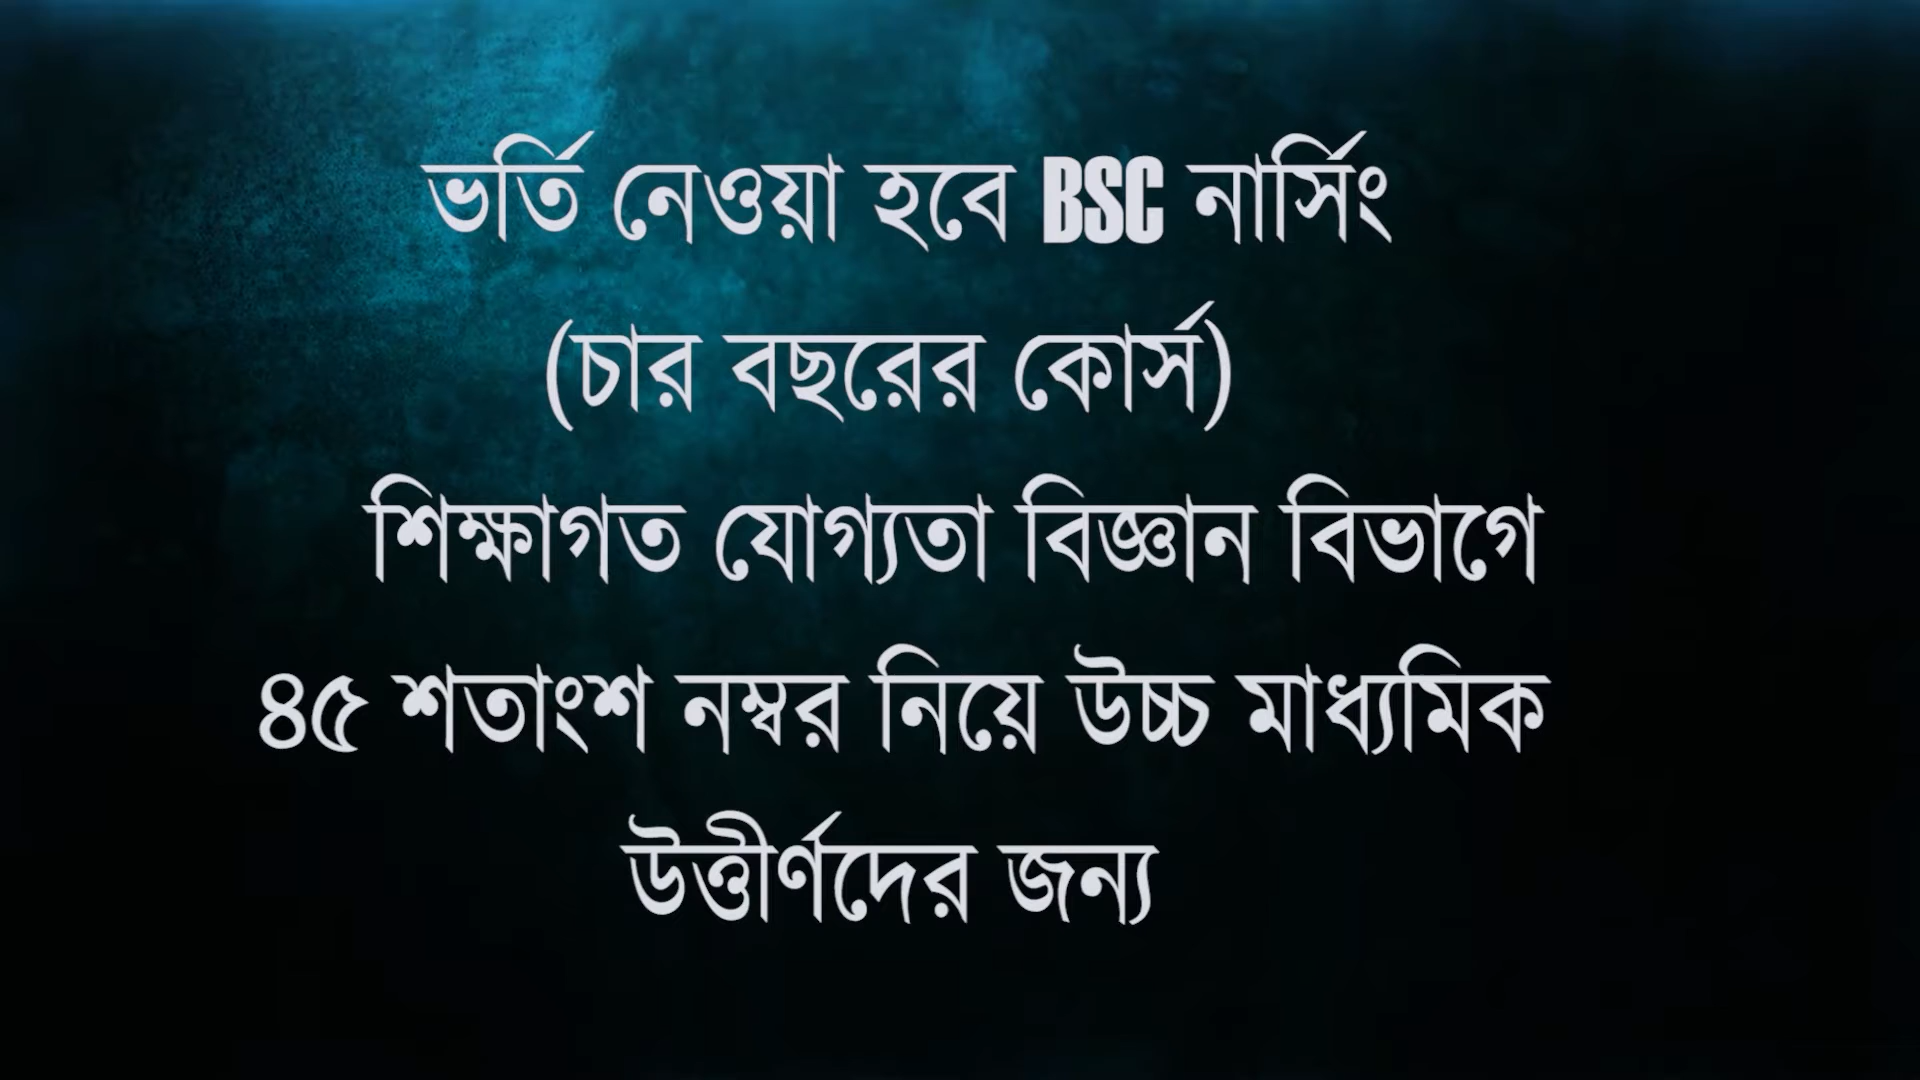 ভর্তি নেওয়া হবে BSC নার্সিং
(চার বছরের কোর্স)
শিক্ষাগত যোগ্যতা বিজ্ঞান বিভাগে
৪৫ শতাংশ নম্বর নিয়ে উচ্চ মাধ্যমিক
উত্তীর্ণদের জন্য